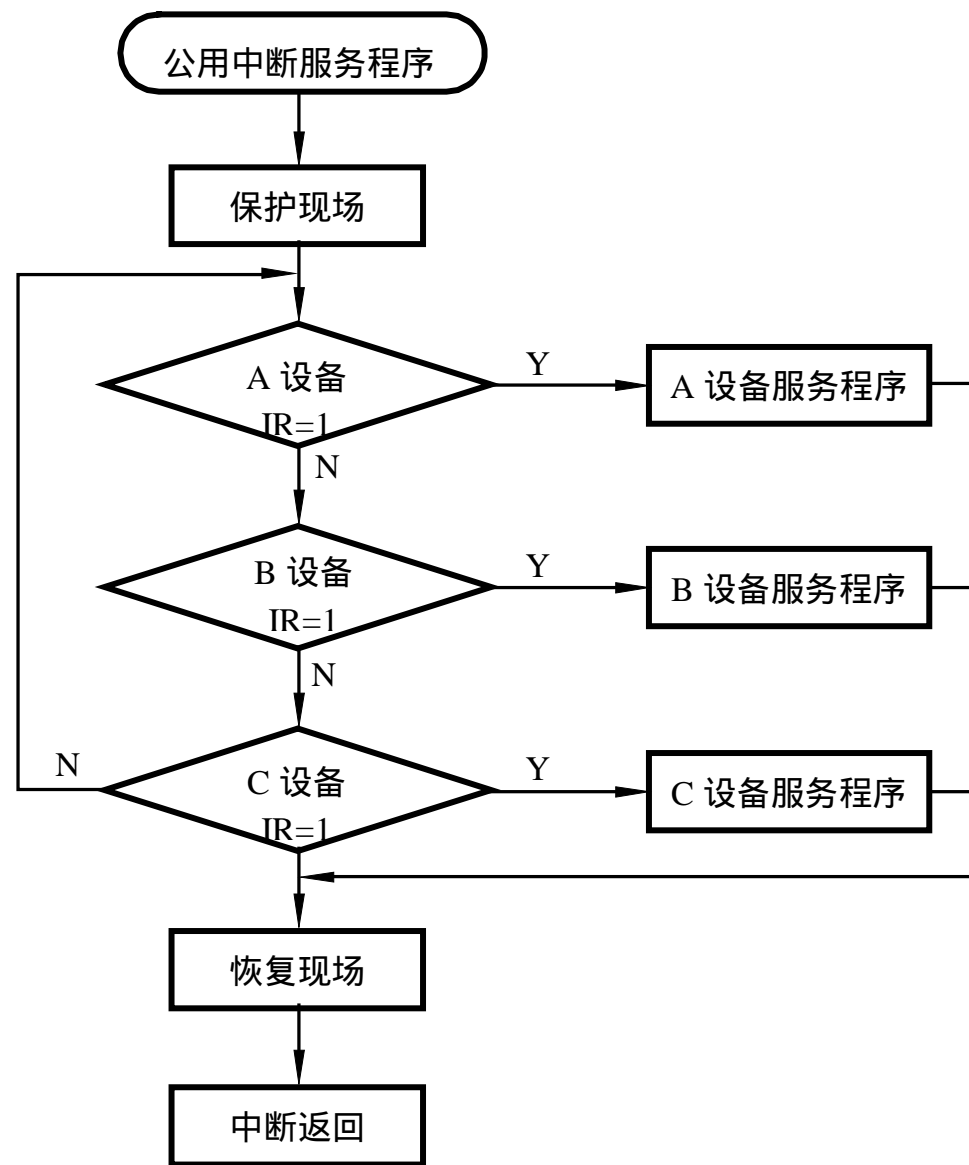 公用中断服务程序
保护现场
A 设备
IR=1
Y
A 设备服务程序
N
B 设备
IR=1
Y
B 设备服务程序
N
C 设备
IR=1
N
Y
C 设备服务程序
恢复现场
中断返回